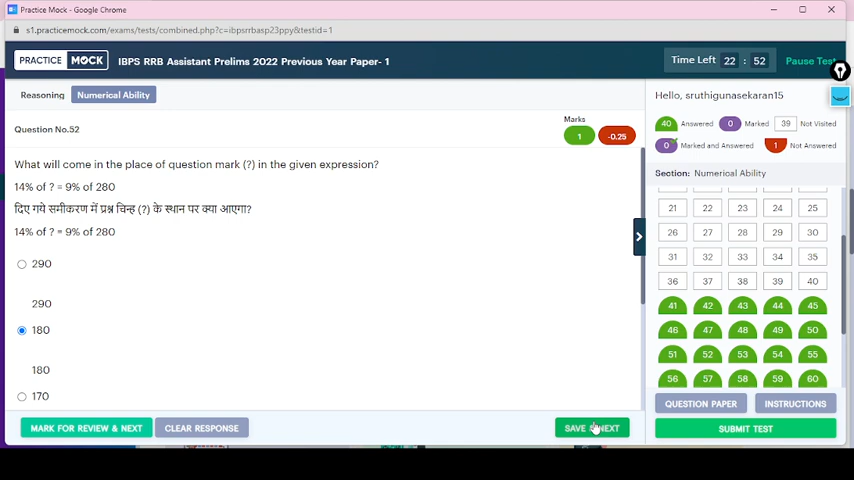 Practice Mock - Google Chrome
s1.practicemock.com/exams/tests/combined.php?c=ibpsrrbasp23ppy&testid=1
PRACTICE MOCK IBPS RRB Assistant Prelims 2022 Previous Year Paper- 1
Time Left 22 : 52 Pause Test
Reasoning Numerical Ability
Hello, sruthigunasekaran15
Question No.52
Marks
1 -0.25
40 Answered 0 Marked 39 Not Visited
0 Marked and Answered 1 Not Answered
Section: Numerical Ability
What will come in the place of question mark (?) in the given expression?
14% of ? = 9% of 280
दिए गये समीकरण में प्रश्न चिन्ह (?) के स्थान पर क्या आएगा?
14% of ? = 9% of 280
290
290
180
180
170
21 22 23 24 25
26 27 28 29 30
31 32 33 34 35
36 37 38 39 40
41 42 43 44 45
46 47 48 49 50
51 52 53 54 55
56 57 58 59 60
QUESTION PAPER INSTRUCTIONS
MARK FOR REVIEW & NEXT CLEAR RESPONSE SAVE & NEXT SUBMIT TEST